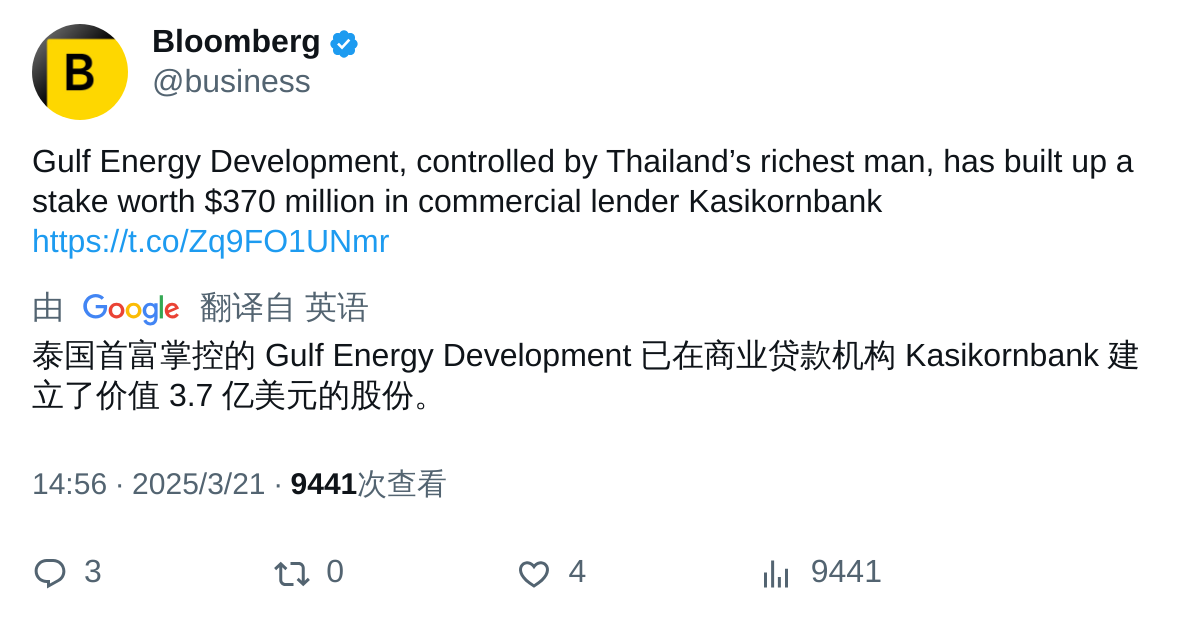 B
Bloomberg
@business
Gulf Energy Development, controlled by Thailand’s richest man, has built up a
stake worth $370 million in commercial lender Kasikornbank
https://t.co/Zq9FO1UNmr
由 Google 翻译自 英语
泰国首富掌控的 Gulf Energy Development 已在商业贷款机构 Kasikornbank 建
立了价值 3.7 亿美元的股份。
14:56 · 2025/3/21 · 9441次查看
3 0 4 9441